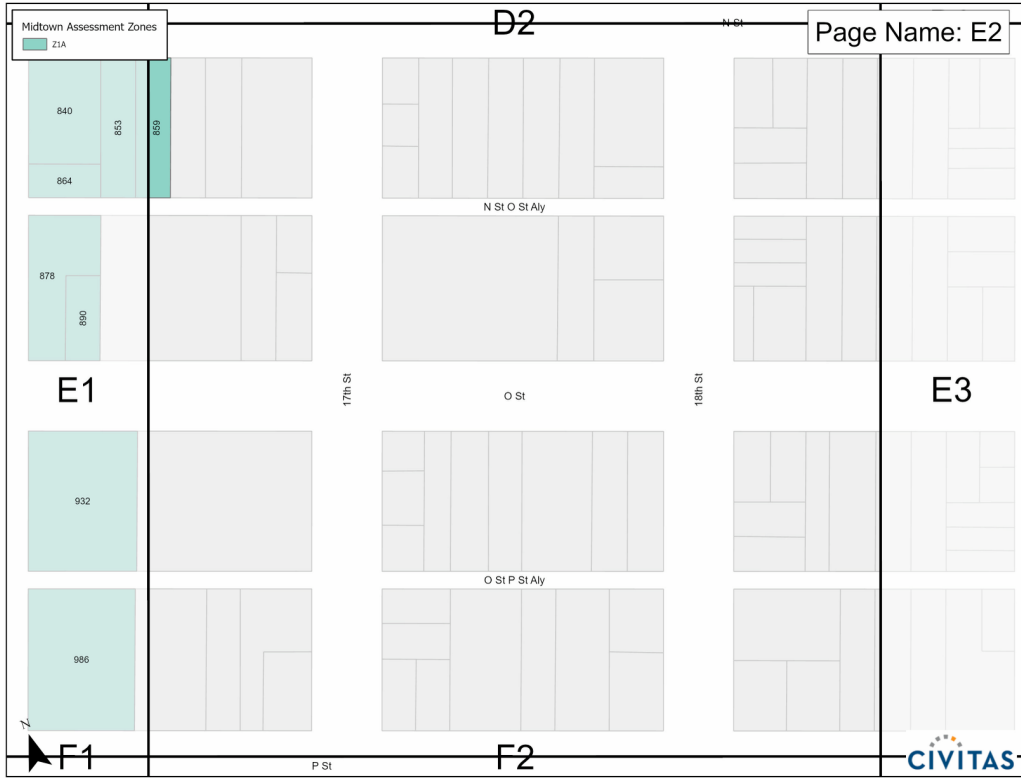 D2
N St
Midtown Assessment Zones
Z1A
Page Name: E2
840
853
859
864
N St O St Aly
878
890
E1
17th St
O St
18th St
E3
932
O St P St Aly
986
N
F1
F2
P St
CIVITAS